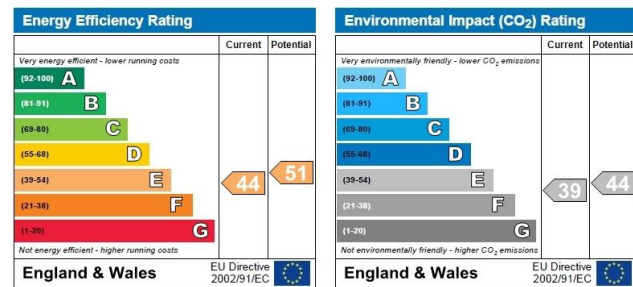 Energy Efficiency Rating
Current Potential
Very energy efficient - lower running costs
(92-100) A
(81-91) B
(69-80) C
(55-68) D
(39-54) E
(21-38) F
(1-20) G
44
51
Not energy efficient - higher running costs
England & Wales
EU Directive
2002/91/EC
Environmental Impact (CO₂) Rating
Current Potential
Very environmentally friendly - lower CO₂ emissions
(92-100) A
(81-91) B
(69-80) C
(55-68) D
(39-54) E
(21-38) F
(1-20) G
39
44
Not environmentally friendly - higher CO₂ emissions
England & Wales
EU Directive
2002/91/EC